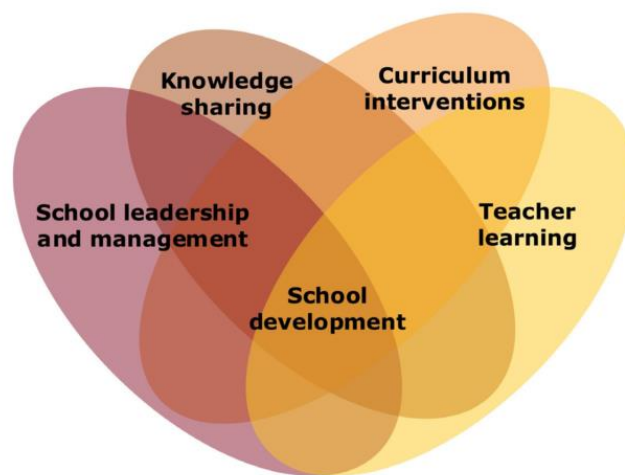 Knowledge
sharing
Curriculum
interventions
School leadership
and management
Teacher
learning
School
development